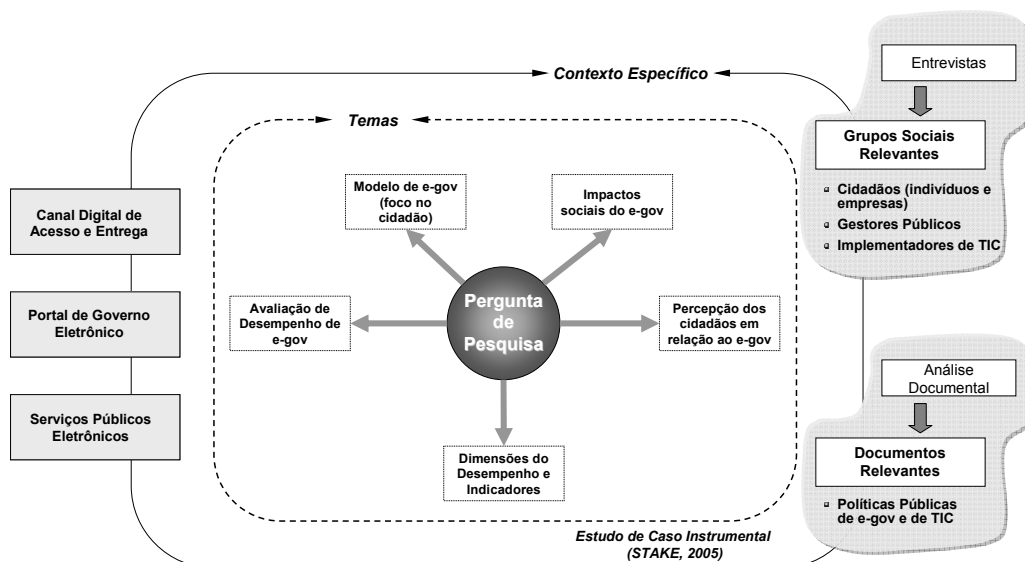 Contexto Específico
Temas
Canal Digital de
Acesso e Entrega
Portal de Governo
Eletrônico
Serviços Públicos
Eletrônicos
Modelo de e-gov
(foco no
cidadão)
Impactos
sociais do e-gov
Avaliação de
Desempenho de
e-gov
Pergunta
de
Pesquisa
Percepção dos
cidadãos em
relação ao e-gov
Dimensões do
Desempenho e
Indicadores
Estudo de Caso Instrumental
(STAKE, 2005)
Entrevistas
Grupos Sociais
Relevantes
Cidadãos (indivíduos e
empresas)
Gestores Públicos
Implementadores de TIC
Análise
Documental
Documentos
Relevantes
Políticas Públicas
de e-gov e de TIC